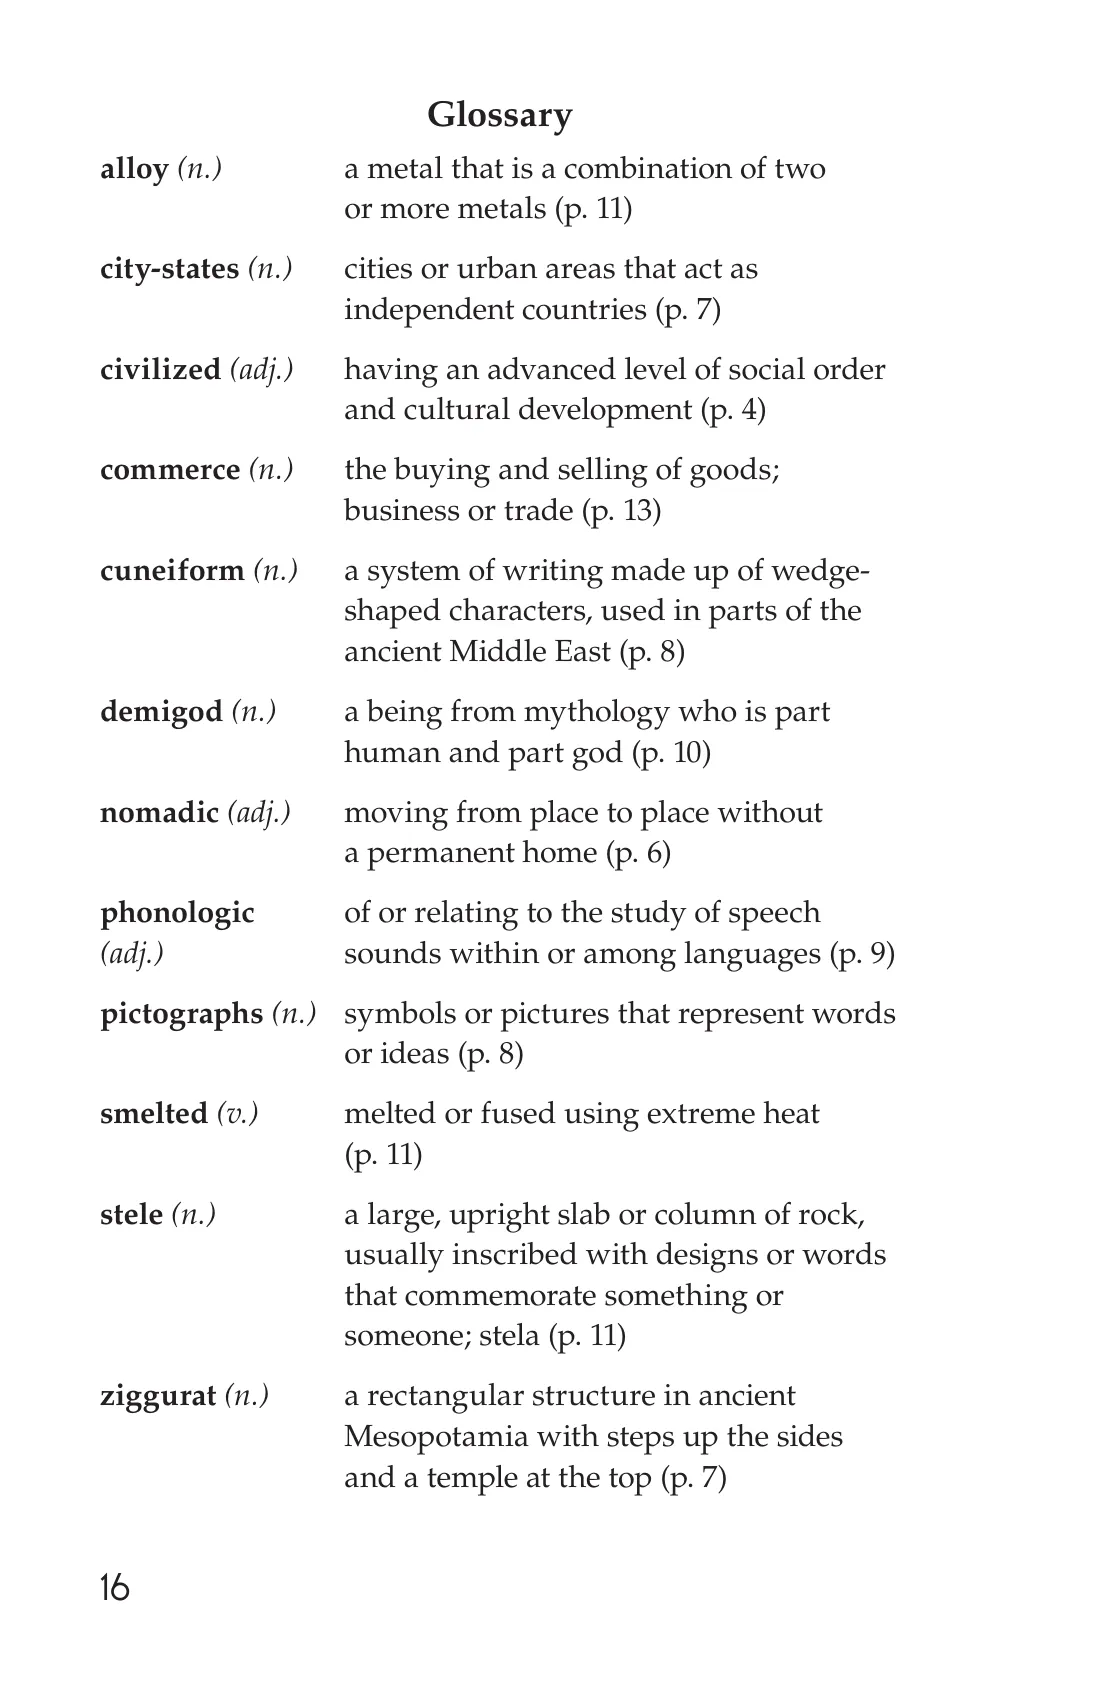 Glossary
alloy (n.) a metal that is a combination of two
or more metals (p. 11)
city-states (n.) cities or urban areas that act as
independent countries (p. 7)
civilized (adj.) having an advanced level of social order
and cultural development (p. 4)
commerce (n.) the buying and selling of goods;
business or trade (p. 13)
cuneiform (n.) a system of writing made up of wedge-
shaped characters, used in parts of the
ancient Middle East (p. 8)
demigod (n.) a being from mythology who is part
human and part god (p. 10)
nomadic (adj.) moving from place to place without
a permanent home (p. 6)
phonologic of or relating to the study of speech
(adj.) sounds within or among languages (p. 9)
pictographs (n.) symbols or pictures that represent words
or ideas (p. 8)
smelted (v.) melted or fused using extreme heat
(p. 11)
stele (n.) a large, upright slab or column of rock,
usually inscribed with designs or words
that commemorate something or
someone; stela (p. 11)
ziggurat (n.) a rectangular structure in ancient
Mesopotamia with steps up the sides
and a temple at the top (p. 7)
16